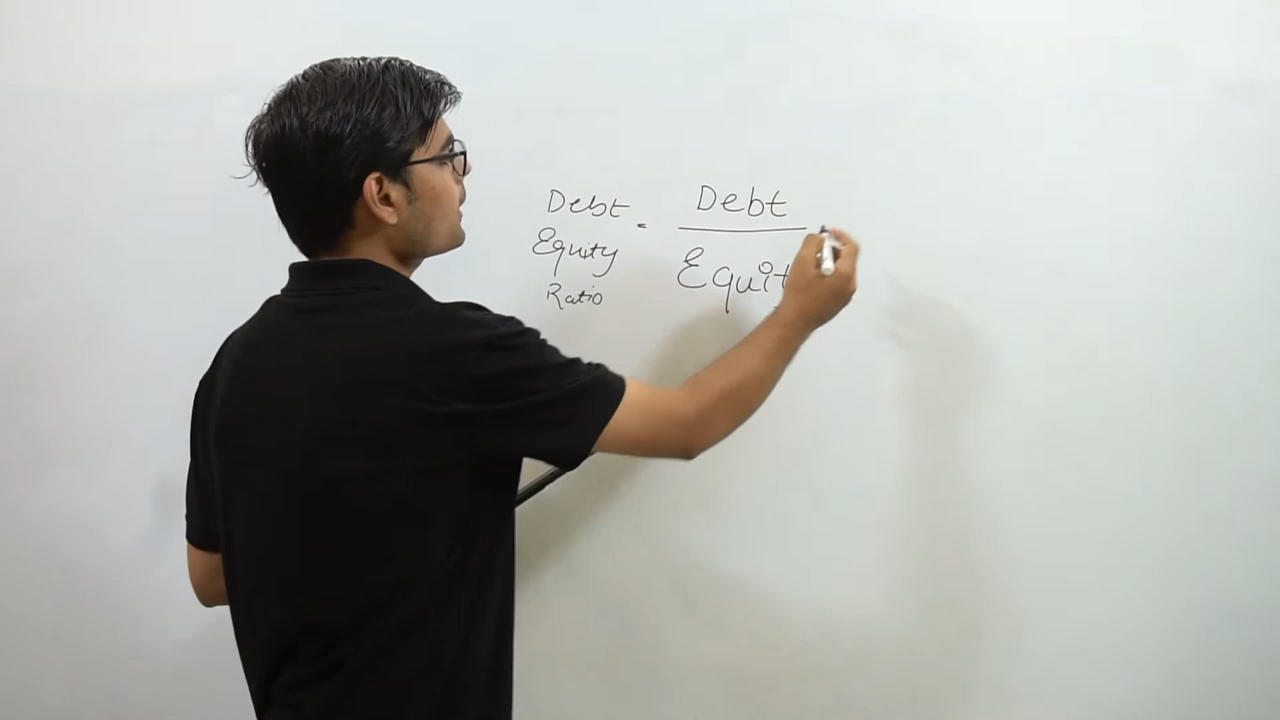 Debt
Equity
Ratio
=
Debt
Equit